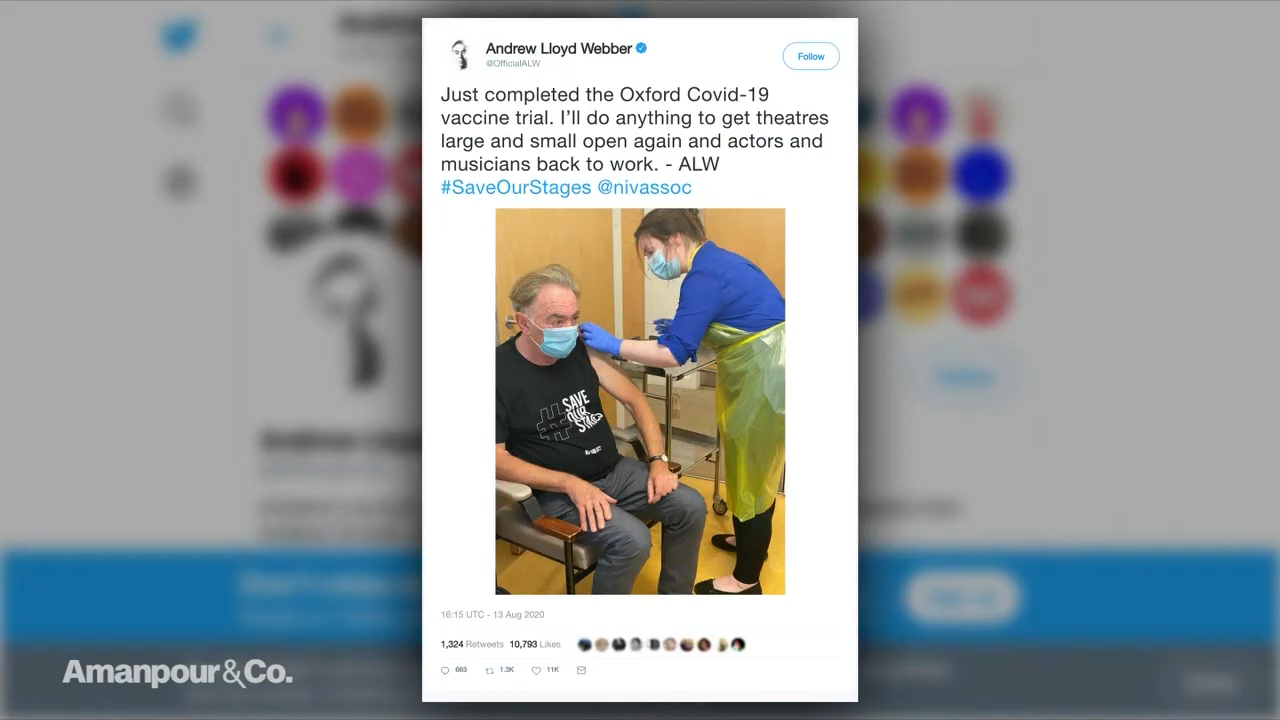 Andrew Lloyd Webber
@OfficialALW
Follow
Just completed the Oxford Covid-19
vaccine trial. I'll do anything to get theatres
large and small open again and actors and
musicians back to work. - ALW
#SaveOurStages @nivassoc
#SAVE
OUR
16:15 UTC - 13 Aug 2020
1,324 Retweets 10,793 Likes
683 1.3K 11K
Amanpour&Co.